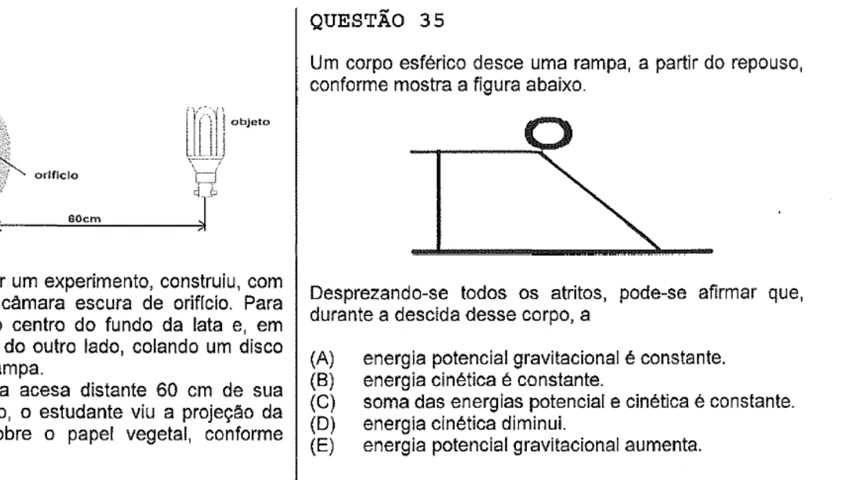 objeto
orifício
60cm
r um experimento, construiu, com
câmara escura de orifício. Para
o centro do fundo da lata e, em
do outro lado, colando um disco
ampa.
a acesa distante 60 cm de sua
o, o estudante viu a projeção da
obre o papel vegetal, conforme
QUESTÃO 35
Um corpo esférico desce uma rampa, a partir do repouso,
conforme mostra a figura abaixo.
Desprezando-se todos os atritos, pode-se afirmar que,
durante a descida desse corpo, a
(A) energia potencial gravitacional é constante.
(B) energia cinética é constante.
(C) soma das energias potencial e cinética é constante.
(D) energia cinética diminui.
(E) energia potencial gravitacional aumenta.